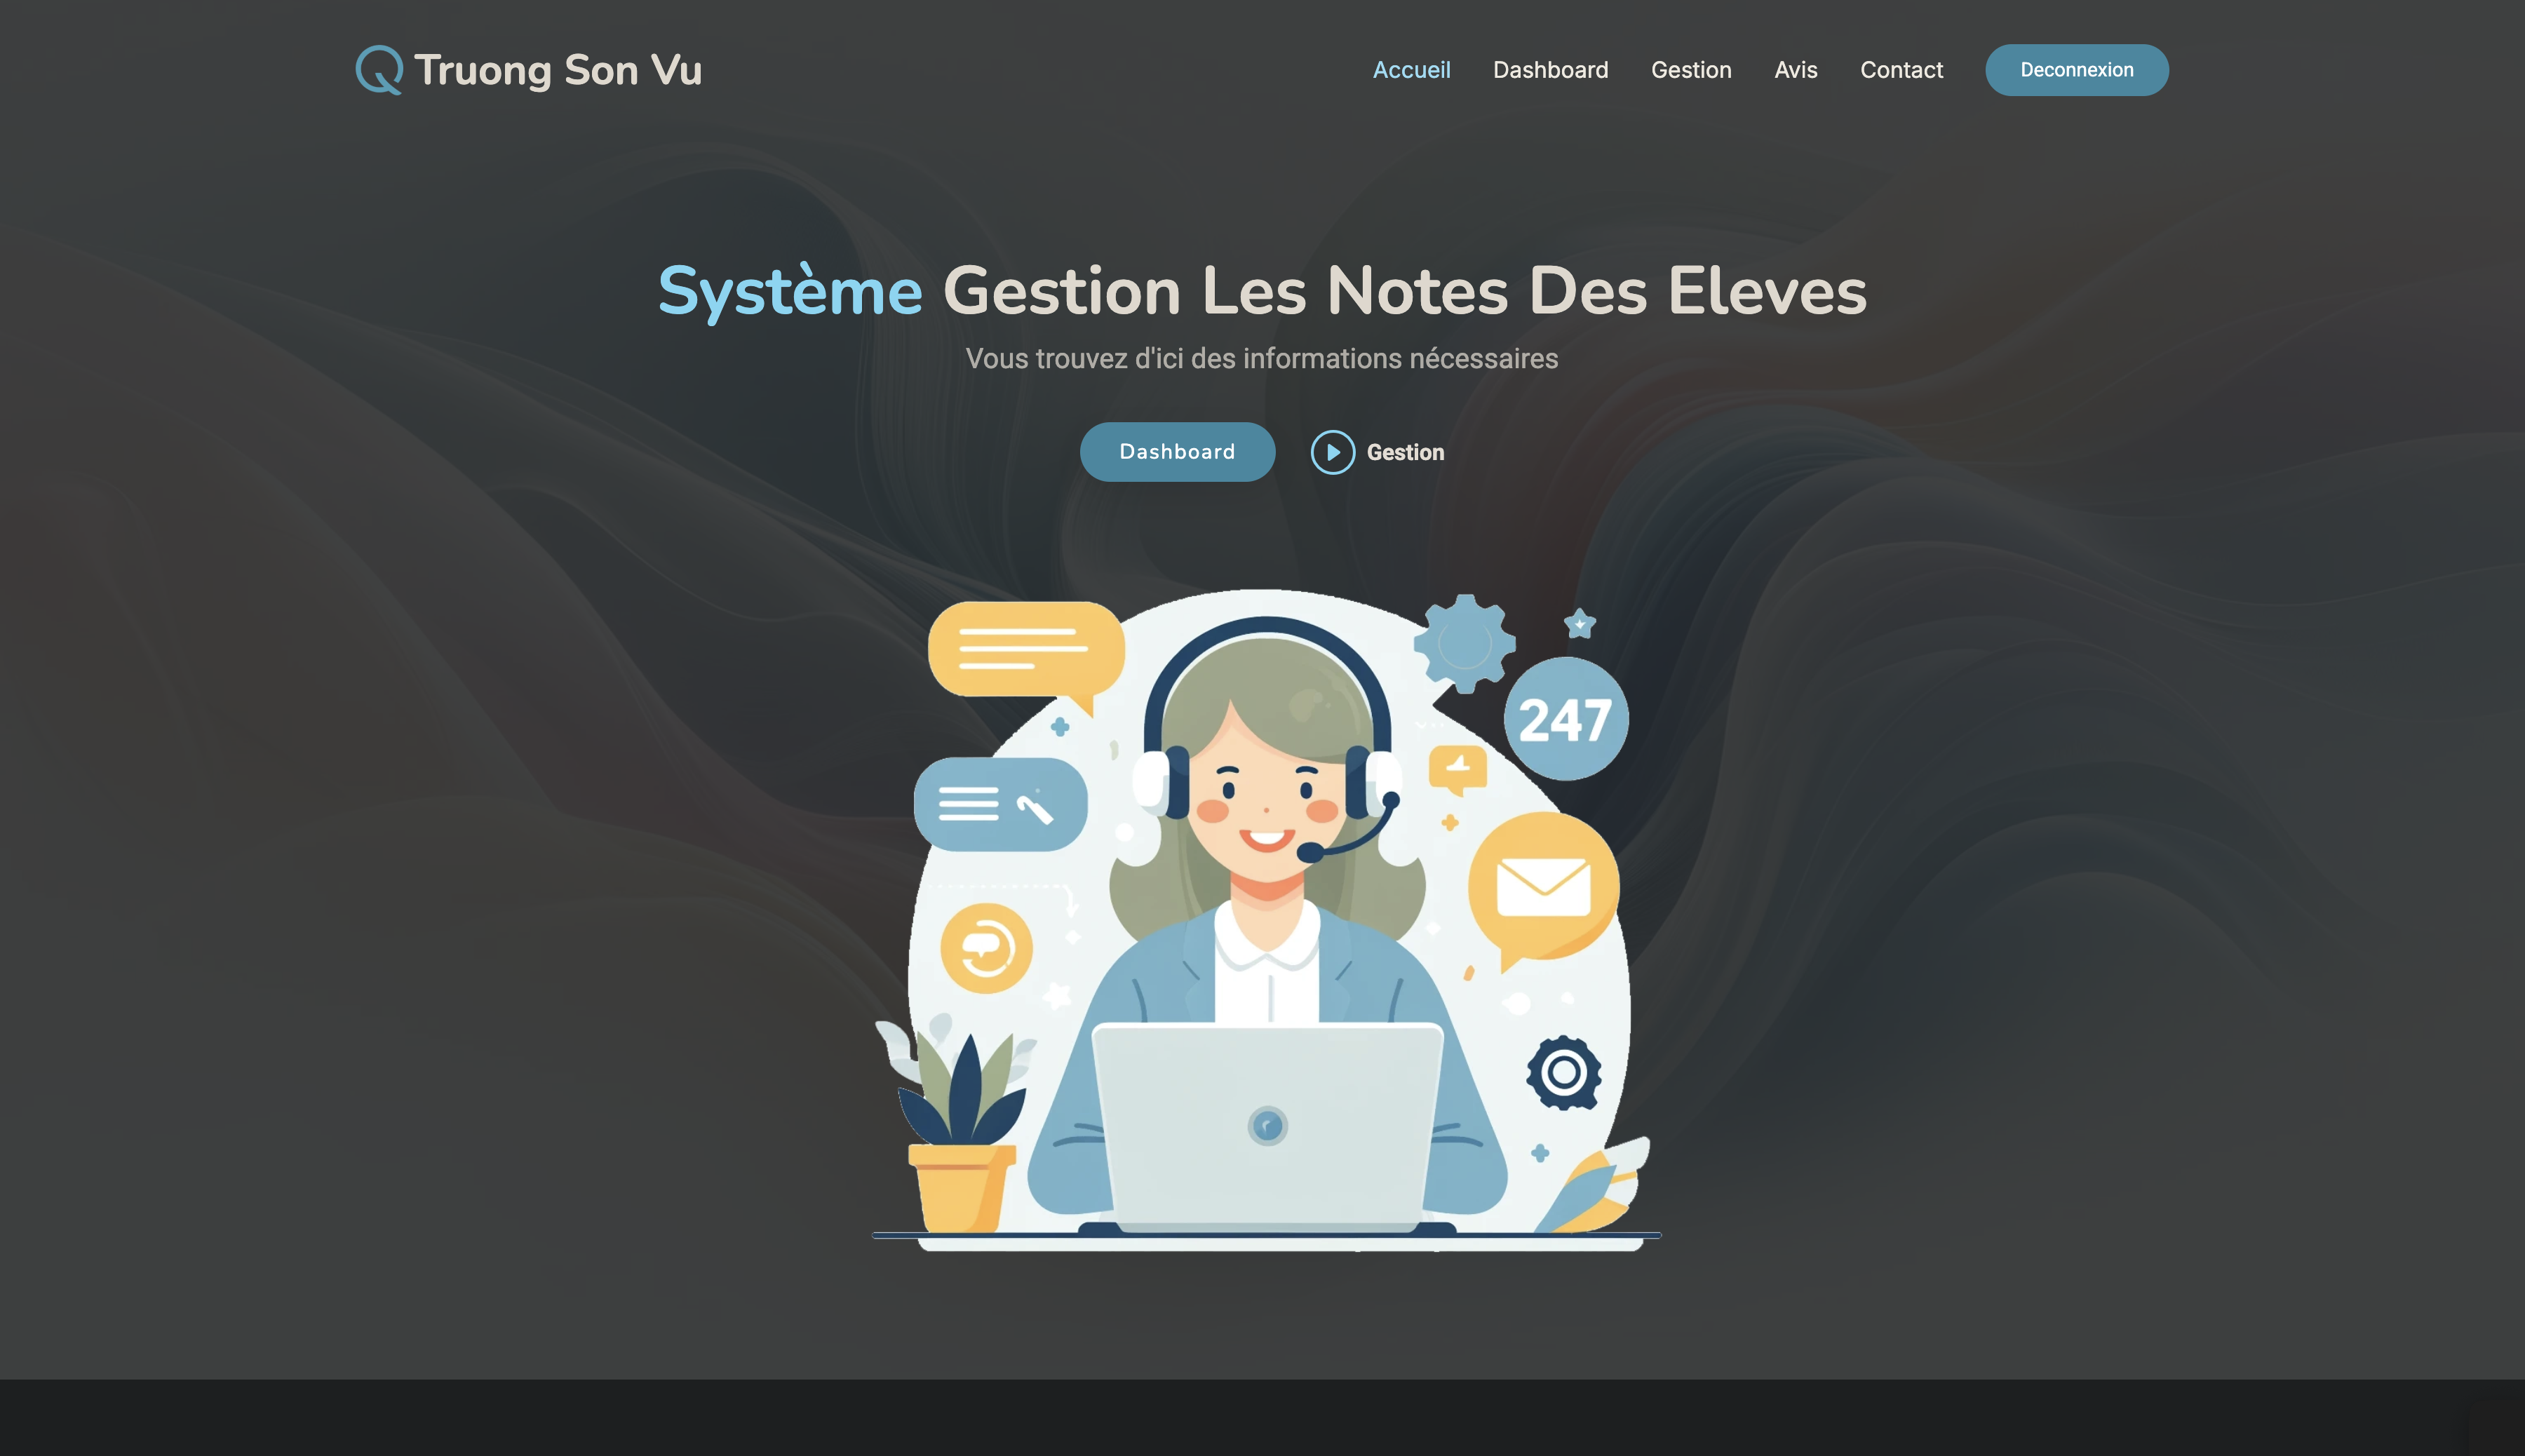 Truong Son Vu
Accueil Dashboard Gestion Avis Contact Deconnexion
Système Gestion Les Notes Des Eleves
Vous trouvez d'ici des informations nécessaires
Dashboard Gestion
247